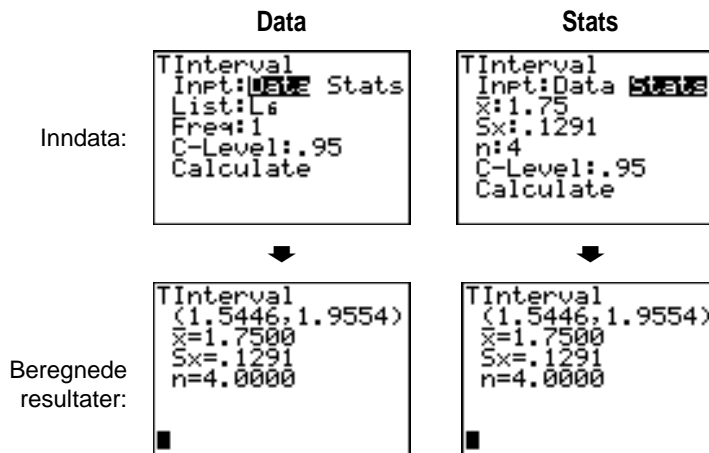 Data
Stats
Inndata:
TInterval
Inpt:Data Stats
List:L₆
Freq:1
C-Level:.95
Calculate
TInterval
Inpt:Data Stats
x̄:1.75
Sx:.1291
n:4
C-Level:.95
Calculate
Beregnede
resultater:
TInterval
(1.5446,1.9554)
x̄=1.7500
Sx=.1291
n=4.0000
TInterval
(1.5446,1.9554)
x̄=1.7500
Sx=.1291
n=4.0000